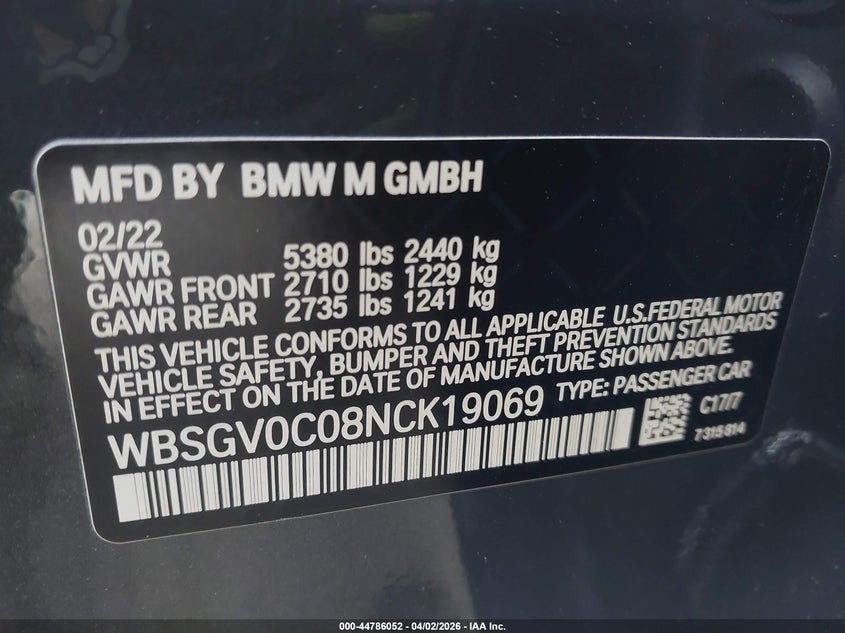 MFD BY BMW M GMBH
02/22
GVWR 5380 lbs 2440 kg
GAWR FRONT 2710 lbs 1229 kg
GAWR REAR 2735 lbs 1241 kg
THIS VEHICLE CONFORMS TO ALL APPLICABLE U.S.FEDERAL MOTOR
VEHICLE SAFETY, BUMPER AND THEFT PREVENTION STANDARDS
IN EFFECT ON THE DATE OF MANUFACTURE SHOWN ABOVE.
WBSGV0C08NCK19069 TYPE: PASSENGER CAR
C17/7
7315814
000-44786052 - 04/02/2026 - IAA Inc.